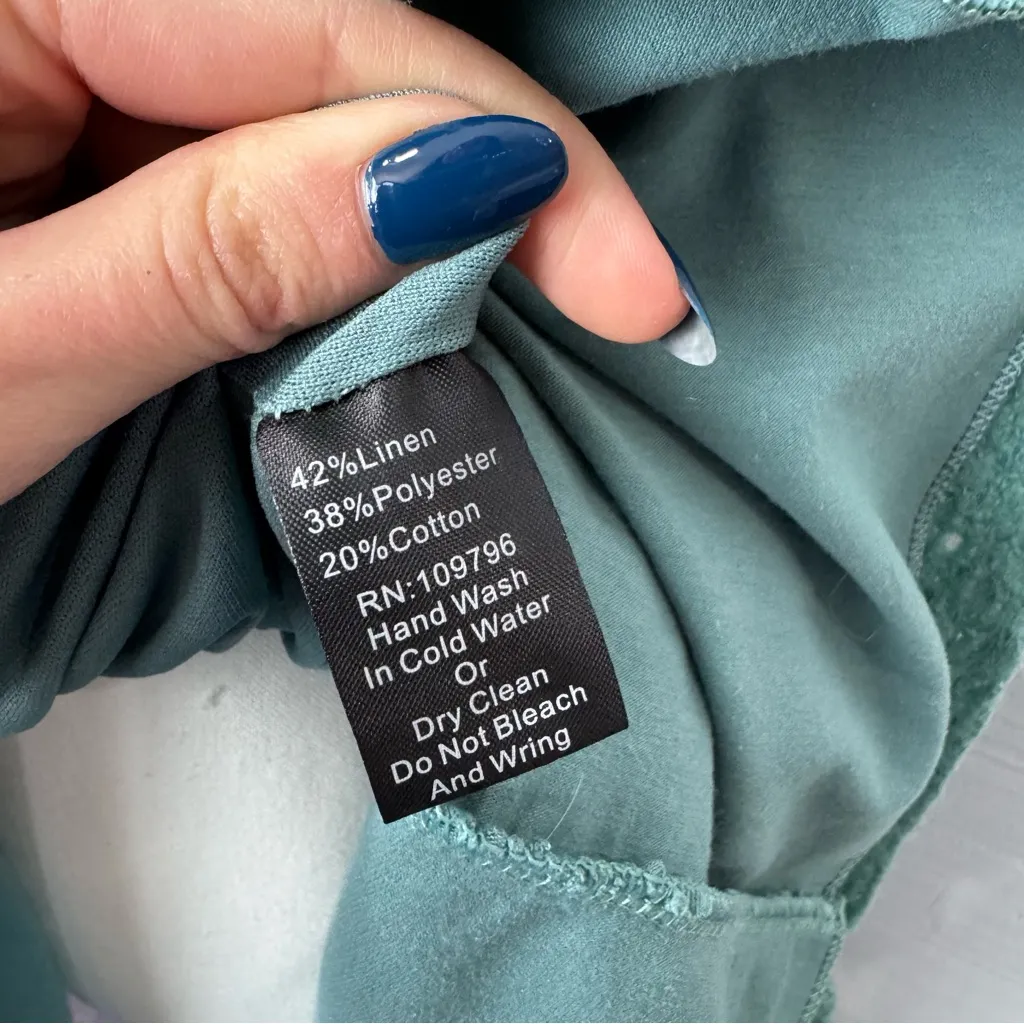 42%Linen
38%Polyester
20%Cotton
RN:109796
Hand Wash
In Cold Water
Or
Dry Clean
Do Not Bleach
And Wring